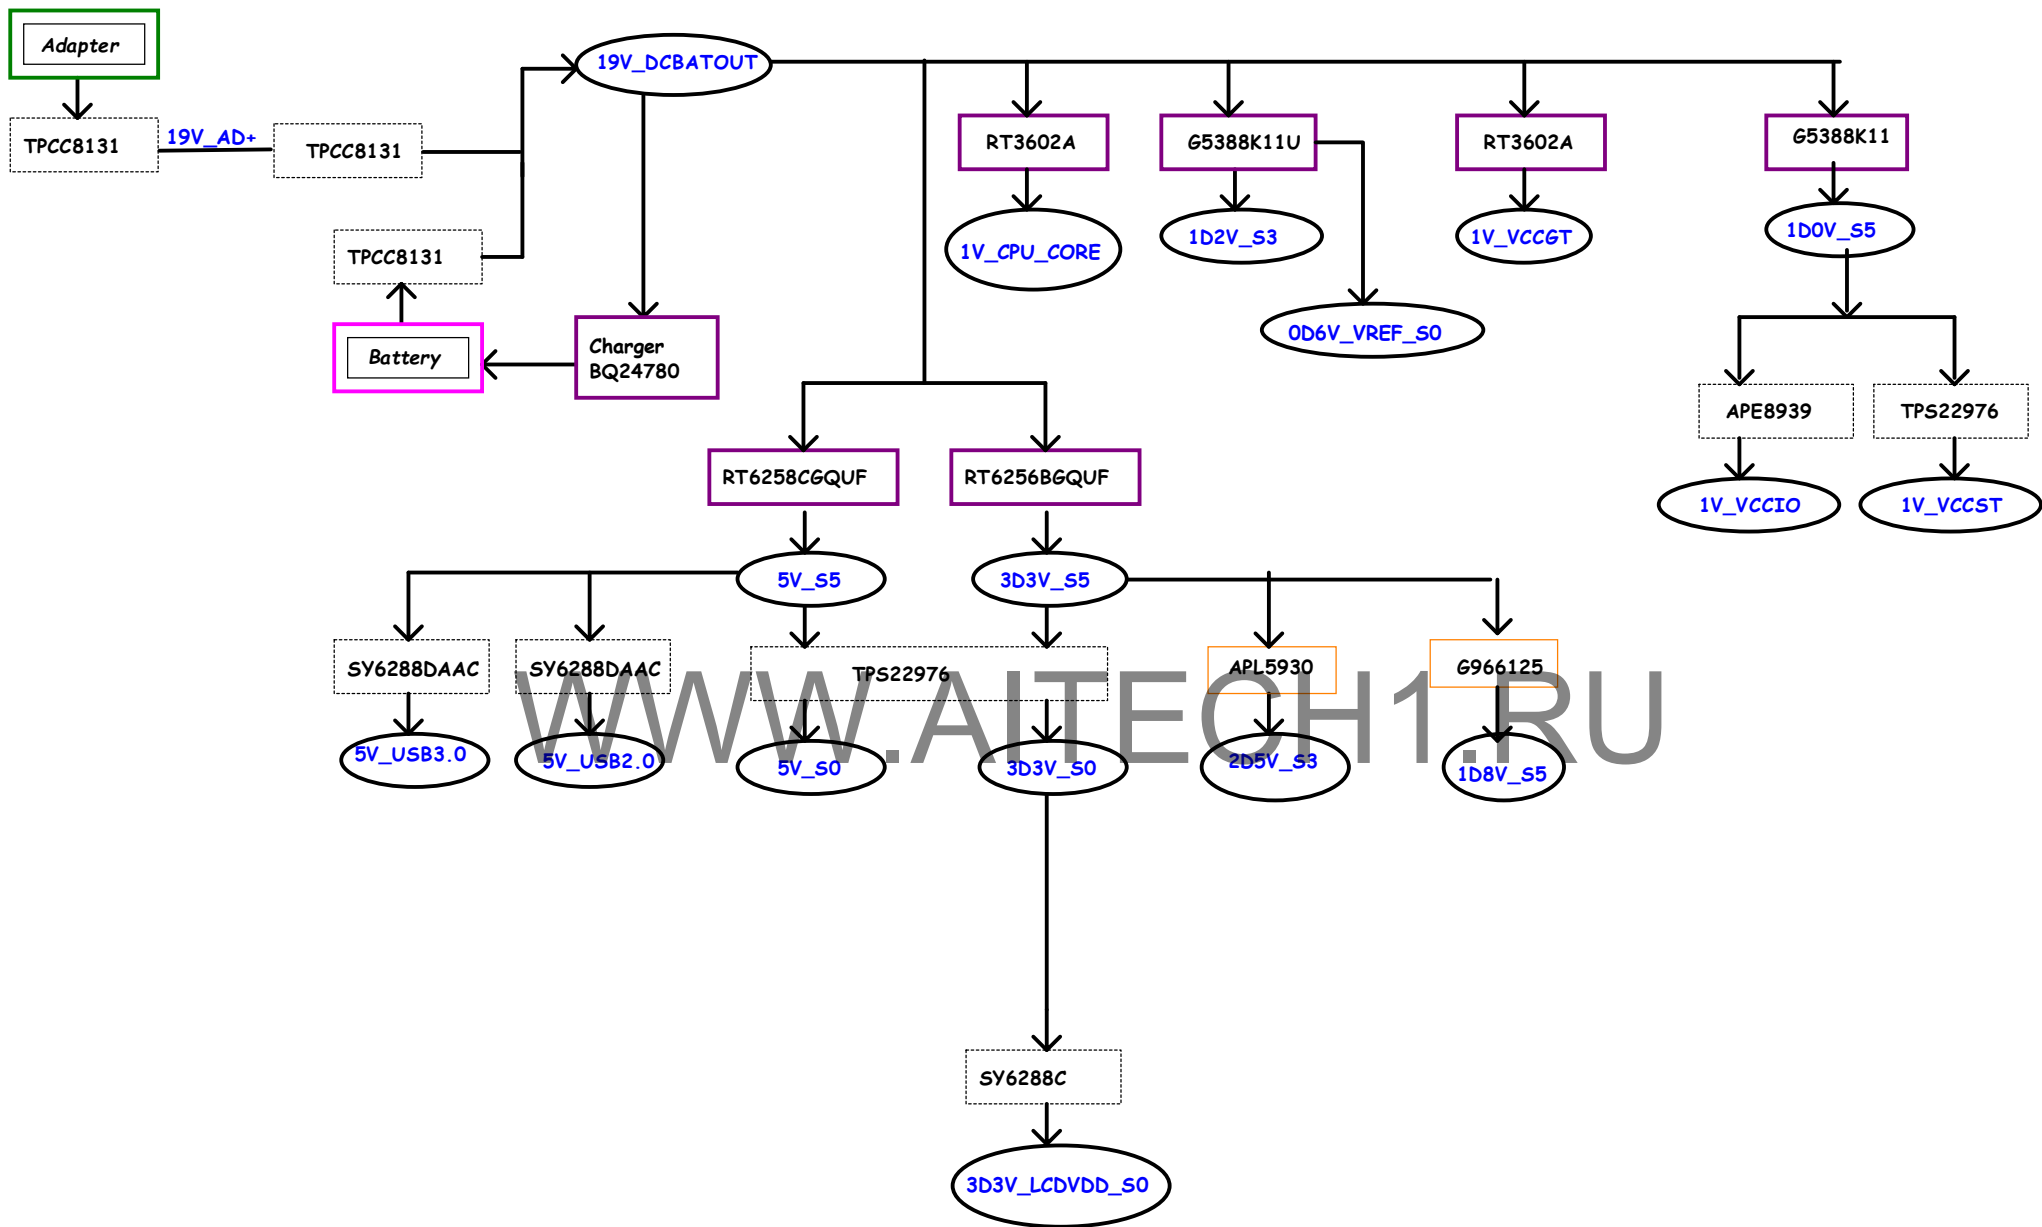 Adapter
19V_DCBATOUT
TPCC8131
19V_AD+
TPCC8131
RT3602A
G5388K11U
RT3602A
G5388K11
TPCC8131
1V_CPU_CORE
1D2V_S3
1V_VCCGT
1D0V_S5
0D6V_VREF_S0
Battery
Charger
BQ24780
APE8939
TPS22976
RT6258CGQUF
RT6256BGQUF
1V_VCCIO
1V_VCCST
5V_S5
3D3V_S5
SY6288DAAC
SY6288DAAC
TPS22976
APL5930
G966125
WWW.AITECH1.RU
5V_USB3.0
5V_USB2.0
5V_S0
3D3V_S0
2D5V_S3
1D8V_S5
SY6288C
3D3V_LCDVDD_S0